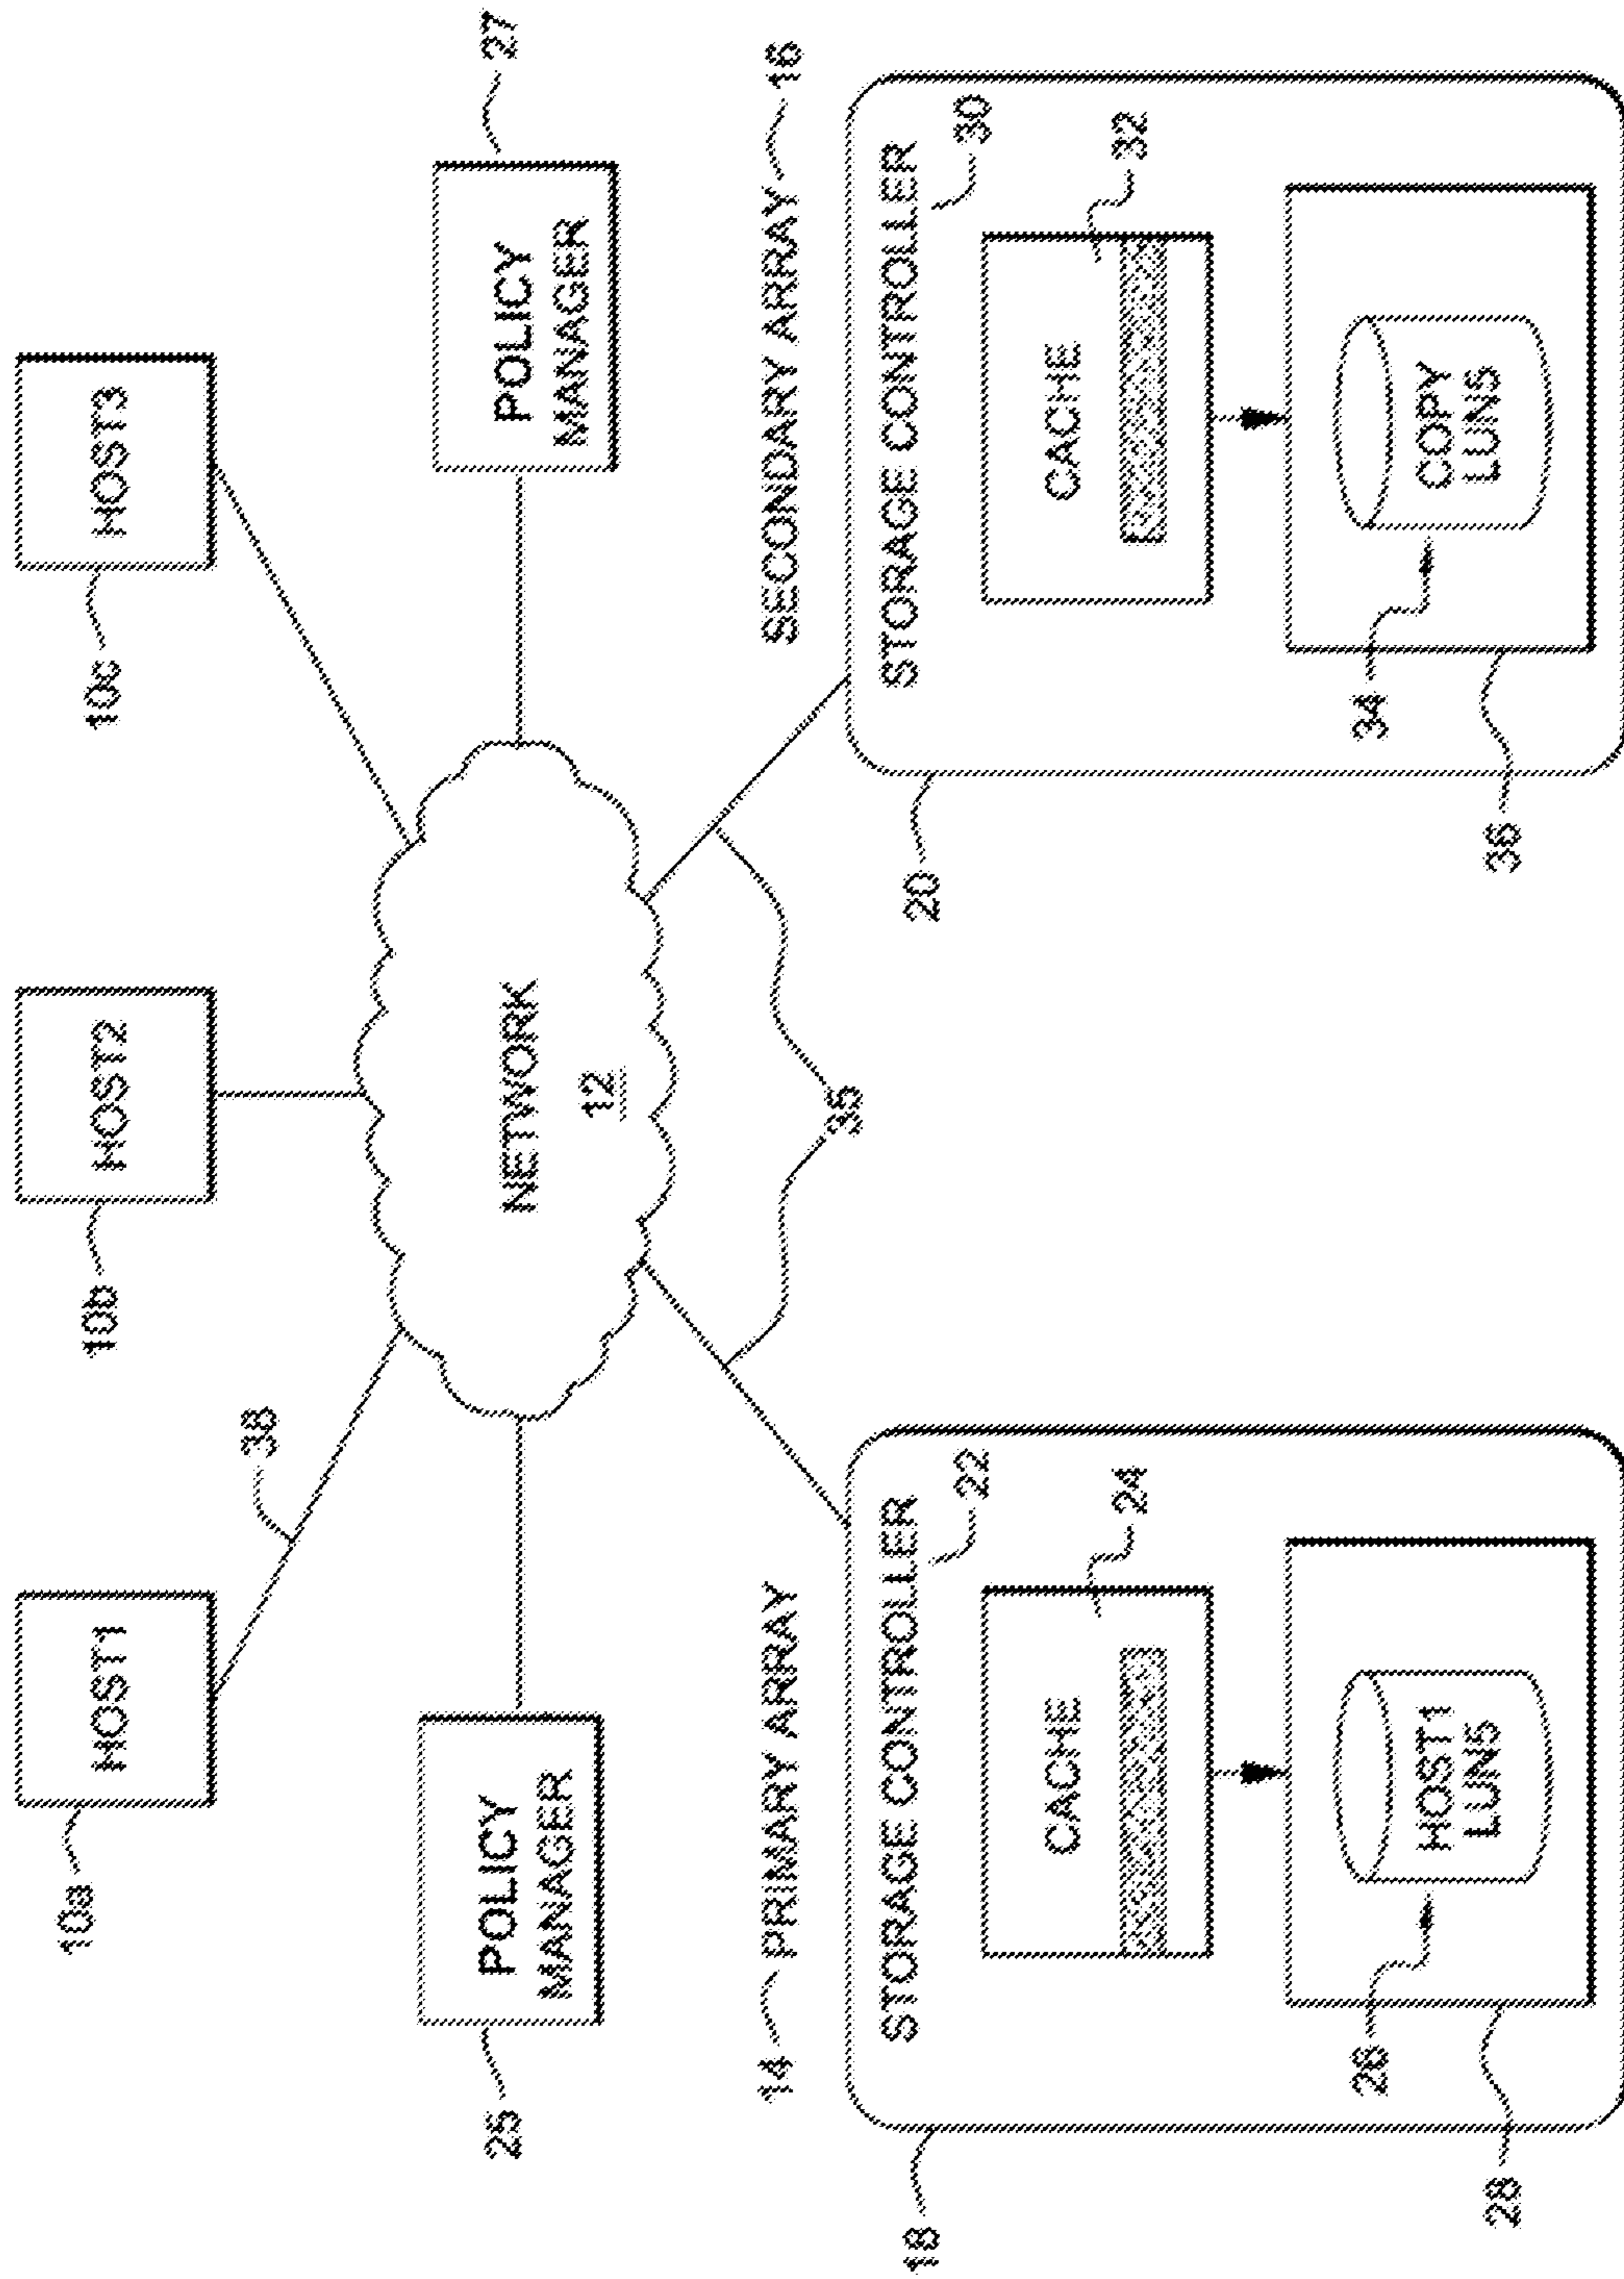 10a
HOST1
10b
HOST2
10c
HOST3
38
25
POLICY
MANAGER
NETWORK
12
POLICY
MANAGER
27
14
PRIMARY ARRAY
35
SECONDARY ARRAY
16
18
STORAGE CONTROLLER
22
CACHE
24
26
HOST1
LUNS
28
20
STORAGE CONTROLLER
30
CACHE
32
34
COPY
LUNS
36